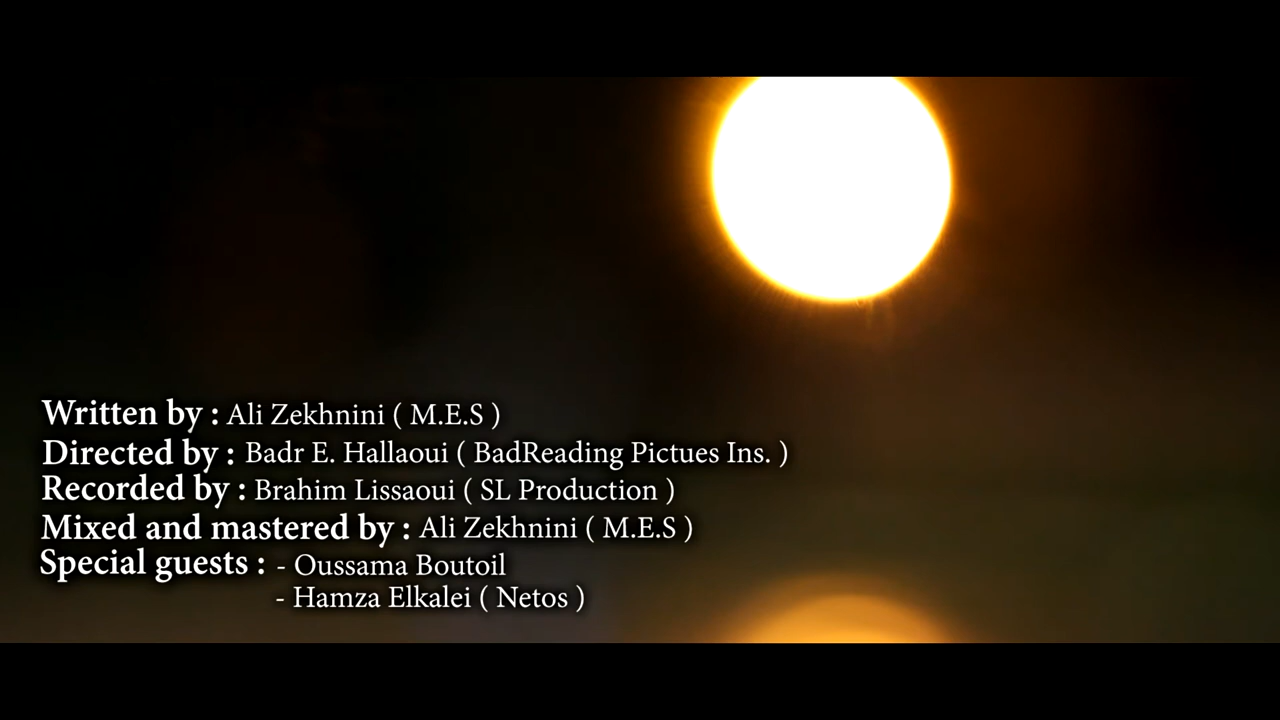 Written by : Ali Zekhnini ( M.E.S )
Directed by : Badr E. Hallaoui ( BadReading Pictues Ins. )
Recorded by : Brahim Lissaoui ( SL Production )
Mixed and mastered by : Ali Zekhnini ( M.E.S )
Special guests : - Oussama Boutoil
- Hamza Elkalei ( Netos )